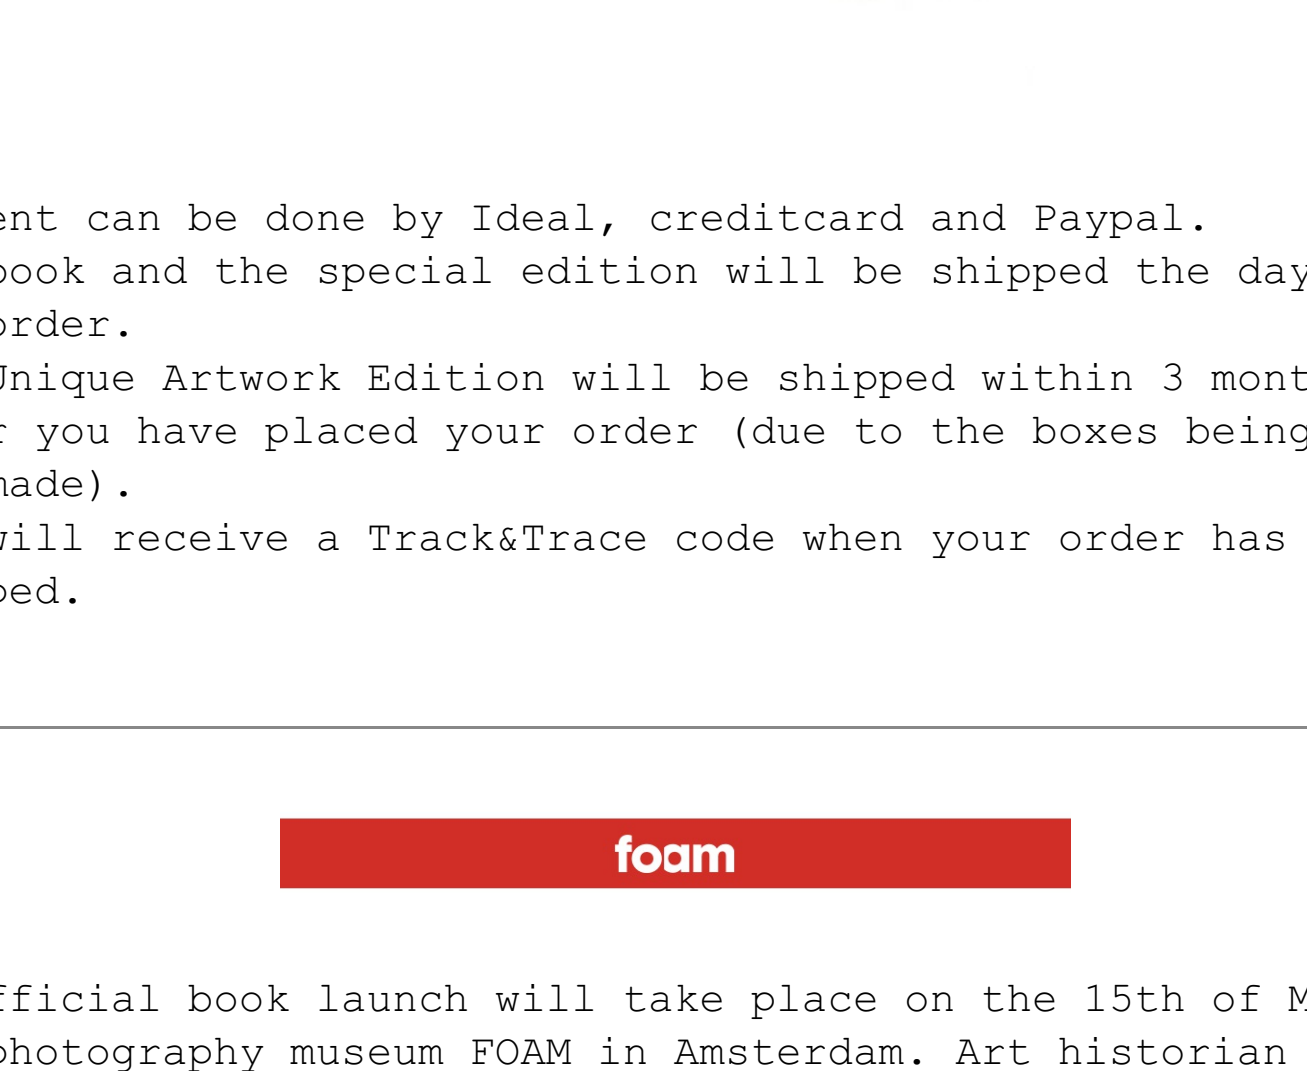 ent can be done by Ideal, creditcard and Paypal.
book and the special edition will be shipped the day
order.
Unique Artwork Edition will be shipped within 3 mont
r you have placed your order (due to the boxes being
made).
will receive a Track&Trace code when your order has
ped.
foam
fficial book launch will take place on the 15th of M
photography museum FOAM in Amsterdam. Art historian